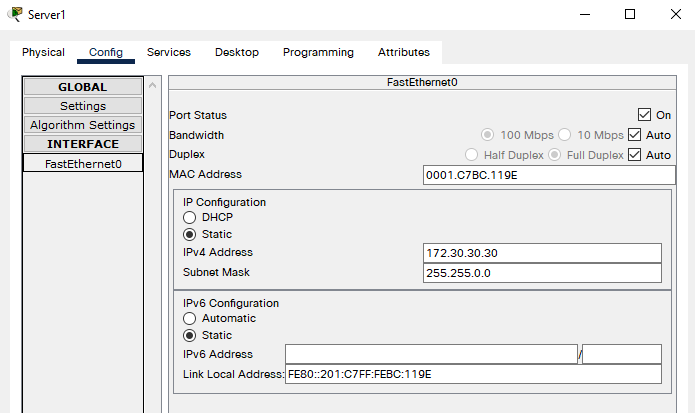 Server1
Physical Config Services Desktop Programming Attributes
GLOBAL
Settings
Algorithm Settings
INTERFACE
FastEthernet0
FastEthernet0
Port Status On
Bandwidth 100 Mbps 10 Mbps Auto
Duplex Half Duplex Full Duplex Auto
MAC Address 0001.C7BC.119E
IP Configuration
DHCP
Static
IPv4 Address 172.30.30.30
Subnet Mask 255.255.0.0
IPv6 Configuration
Automatic
Static
IPv6 Address /
Link Local Address: FE80::201:C7FF:FEBC:119E